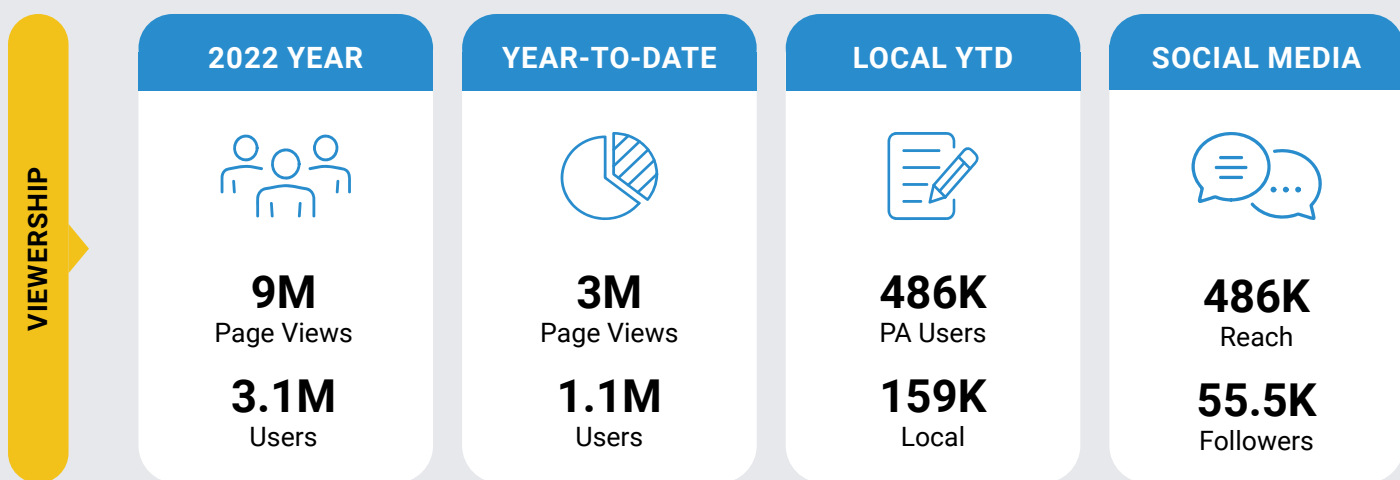 VIEWERSHIP
2022 YEAR
9M
Page Views
3.1M
Users
YEAR-TO-DATE
3M
Page Views
1.1M
Users
LOCAL YTD
486K
PA Users
159K
Local
SOCIAL MEDIA
486K
Reach
55.5K
Followers